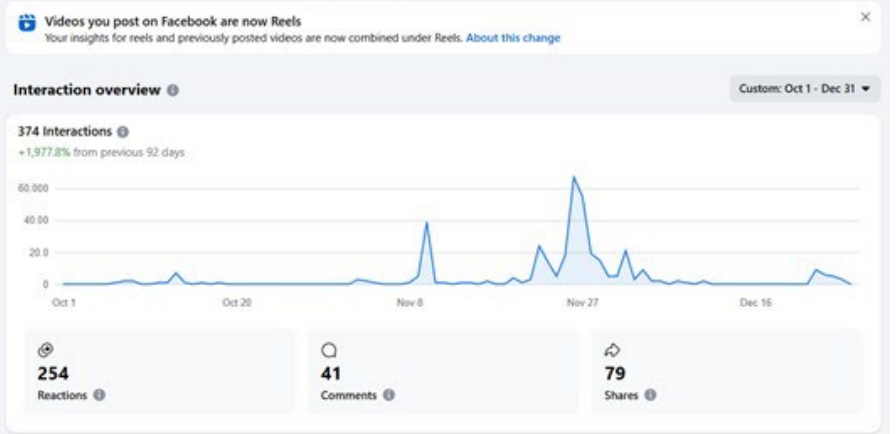 Videos you post on Facebook are now Reels
Your insights for reels and previously posted videos are now combined under Reels. About this change
Interaction overview
Custom: Oct 1 - Dec 31
374 Interactions
+1,977.8% from previous 92 days
60.000
40.00
20.0
0
Oct 1 Oct 20 Nov 8 Nov 27 Dec 16
254 41 79
Reactions Comments Shares